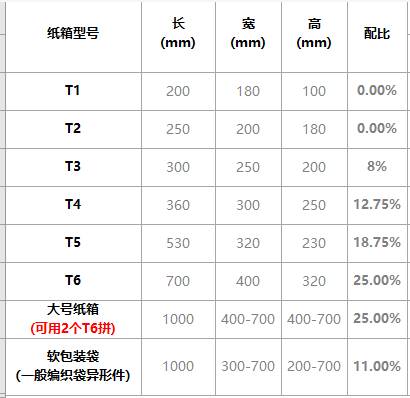 纸箱型号 长(mm) 宽(mm) 高(mm) 配比
T1 200 180 100 0.00%
T2 250 200 180 0.00%
T3 300 250 200 8%
T4 360 300 250 12.75%
T5 530 320 230 18.75%
T6 700 400 320 25.00%
大号纸箱
(可用2个T6拼) 1000 400-700 400-700 25.00%
软包装袋
(一般编织袋异形件) 1000 300-700 200-700 11.00%